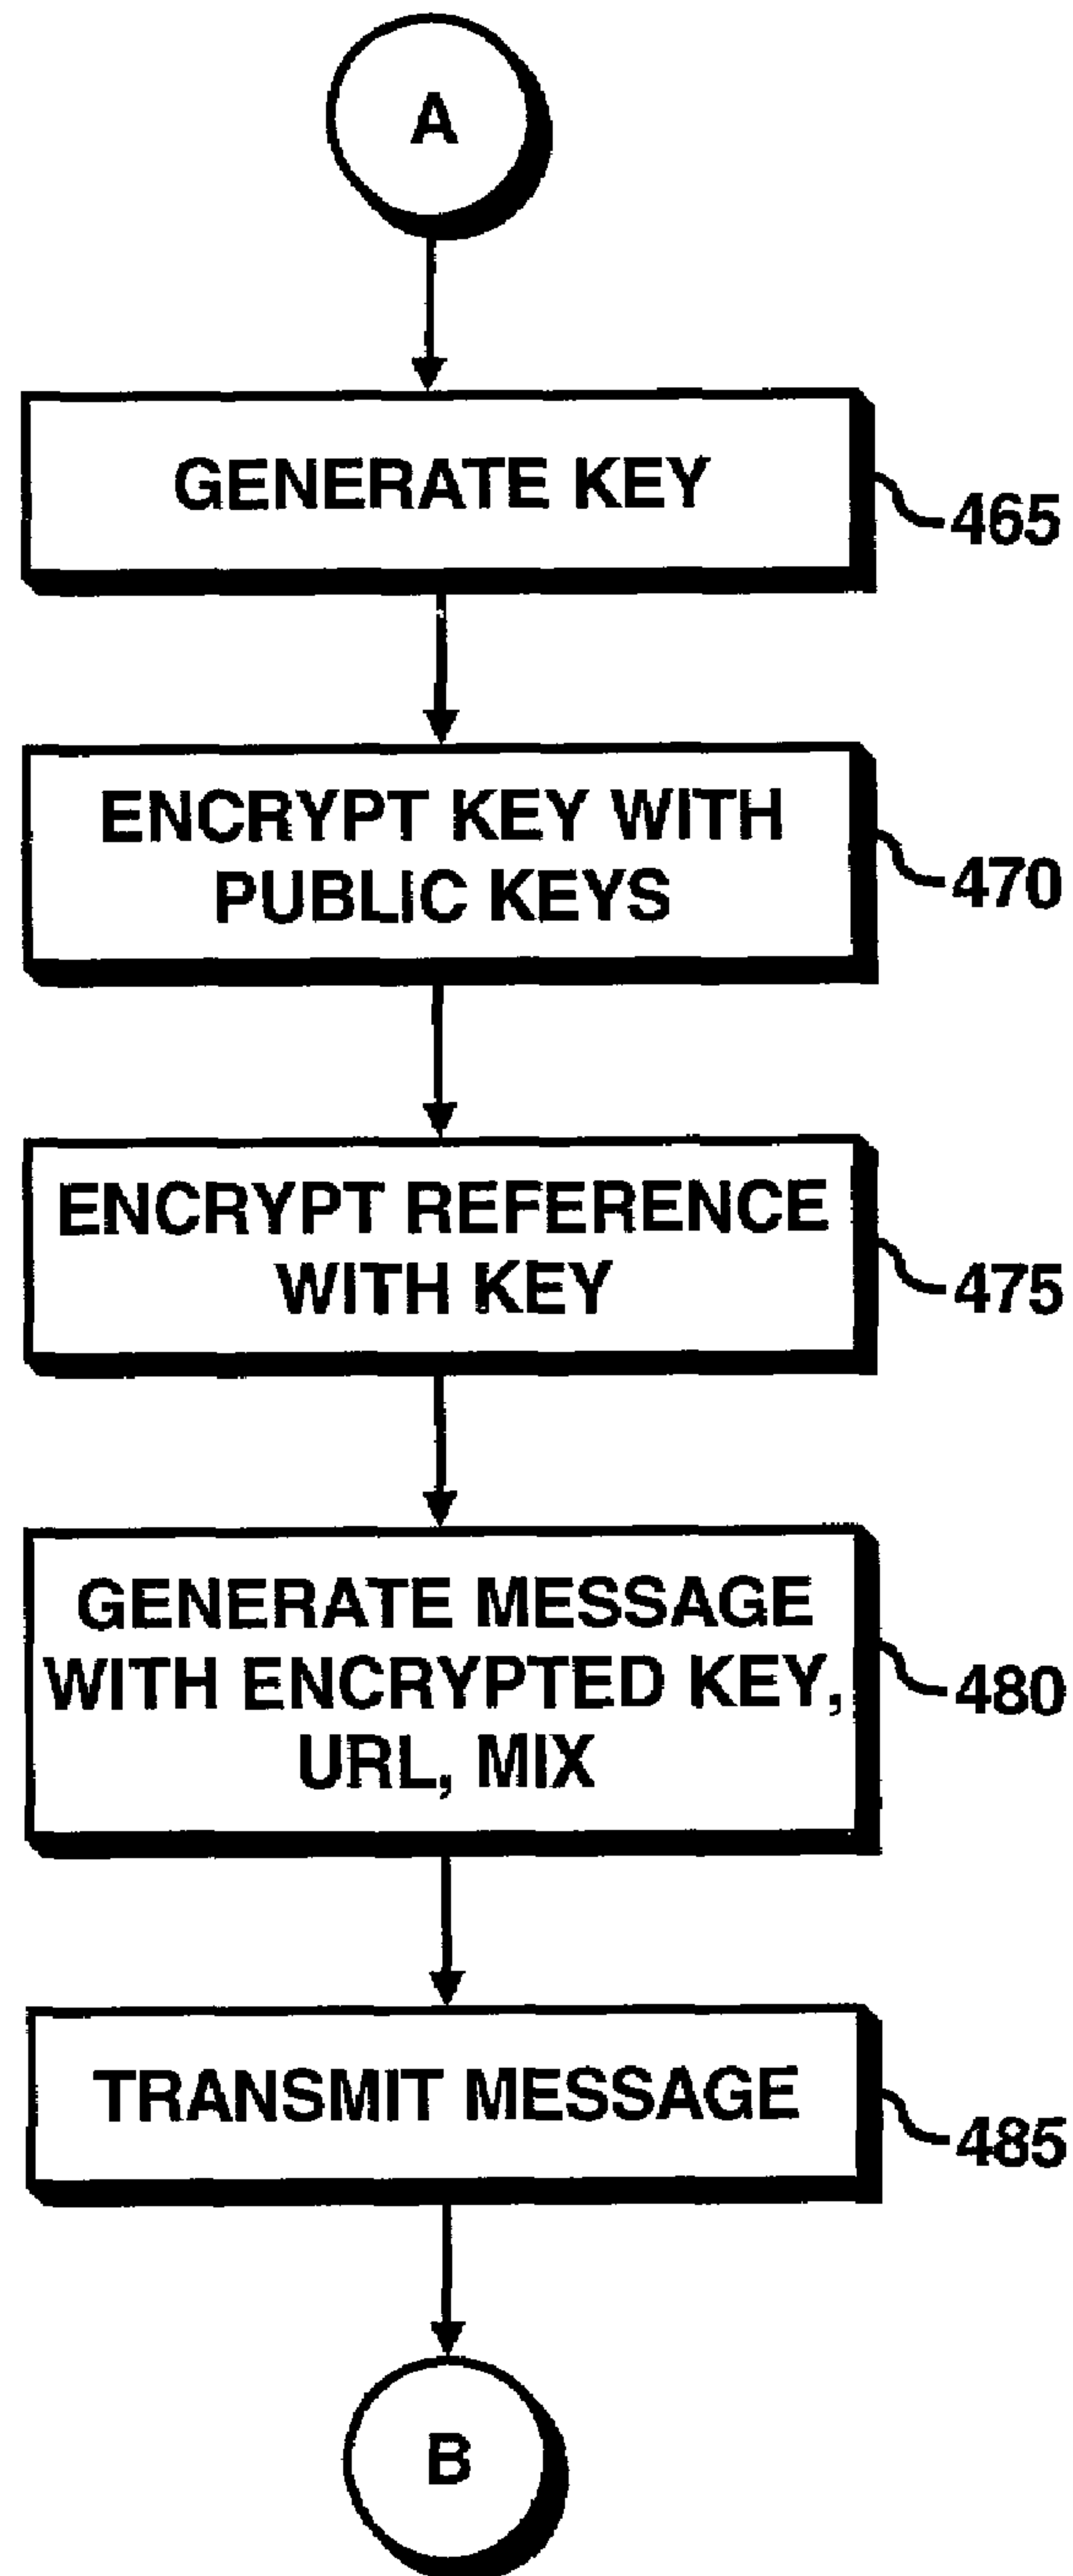 A
GENERATE KEY
465
ENCRYPT KEY WITH
PUBLIC KEYS
470
ENCRYPT REFERENCE
WITH KEY
475
GENERATE MESSAGE
WITH ENCRYPTED KEY,
URL, MIX
480
TRANSMIT MESSAGE
485
B